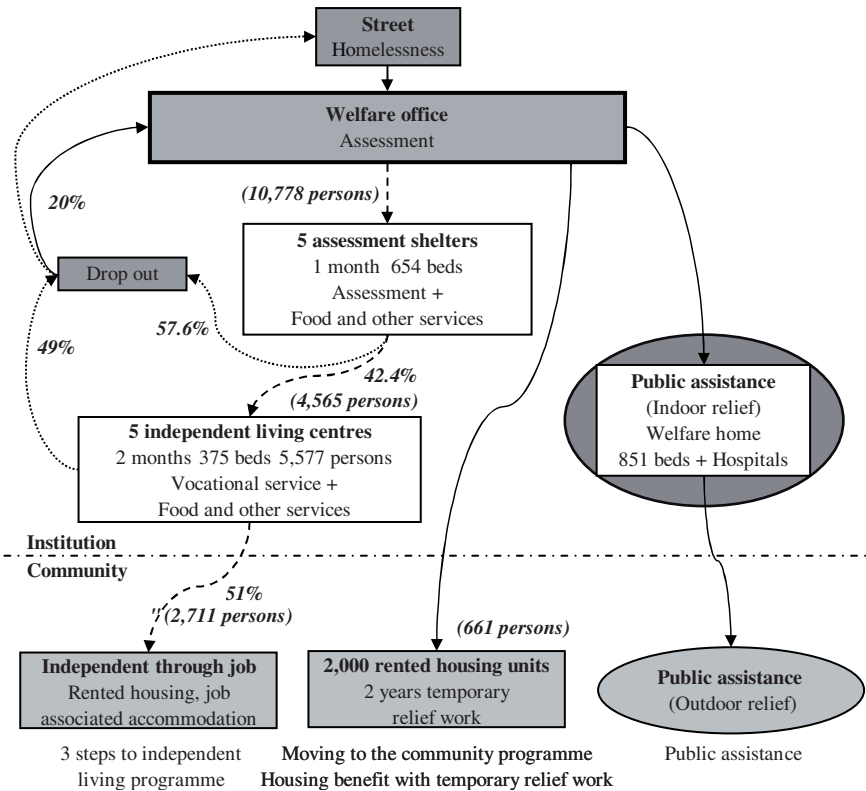 Street
Homelessness
Welfare office
Assessment
(10,778 persons)
20%
5 assessment shelters
1 month 654 beds
Assessment +
Food and other services
Drop out
57.6%
49%
42.4%
(4,565 persons)
Public assistance
(Indoor relief)
Welfare home
851 beds + Hospitals
5 independent living centres
2 months 375 beds 5,577 persons
Vocational service +
Food and other services
Institution
Community
51%
"(2,711 persons)
(661 persons)
Independent through job
Rented housing, job
associated accommodation
2,000 rented housing units
2 years temporary
relief work
Public assistance
(Outdoor relief)
3 steps to independent
living programme
Moving to the community programme
Housing benefit with temporary relief work
Public assistance